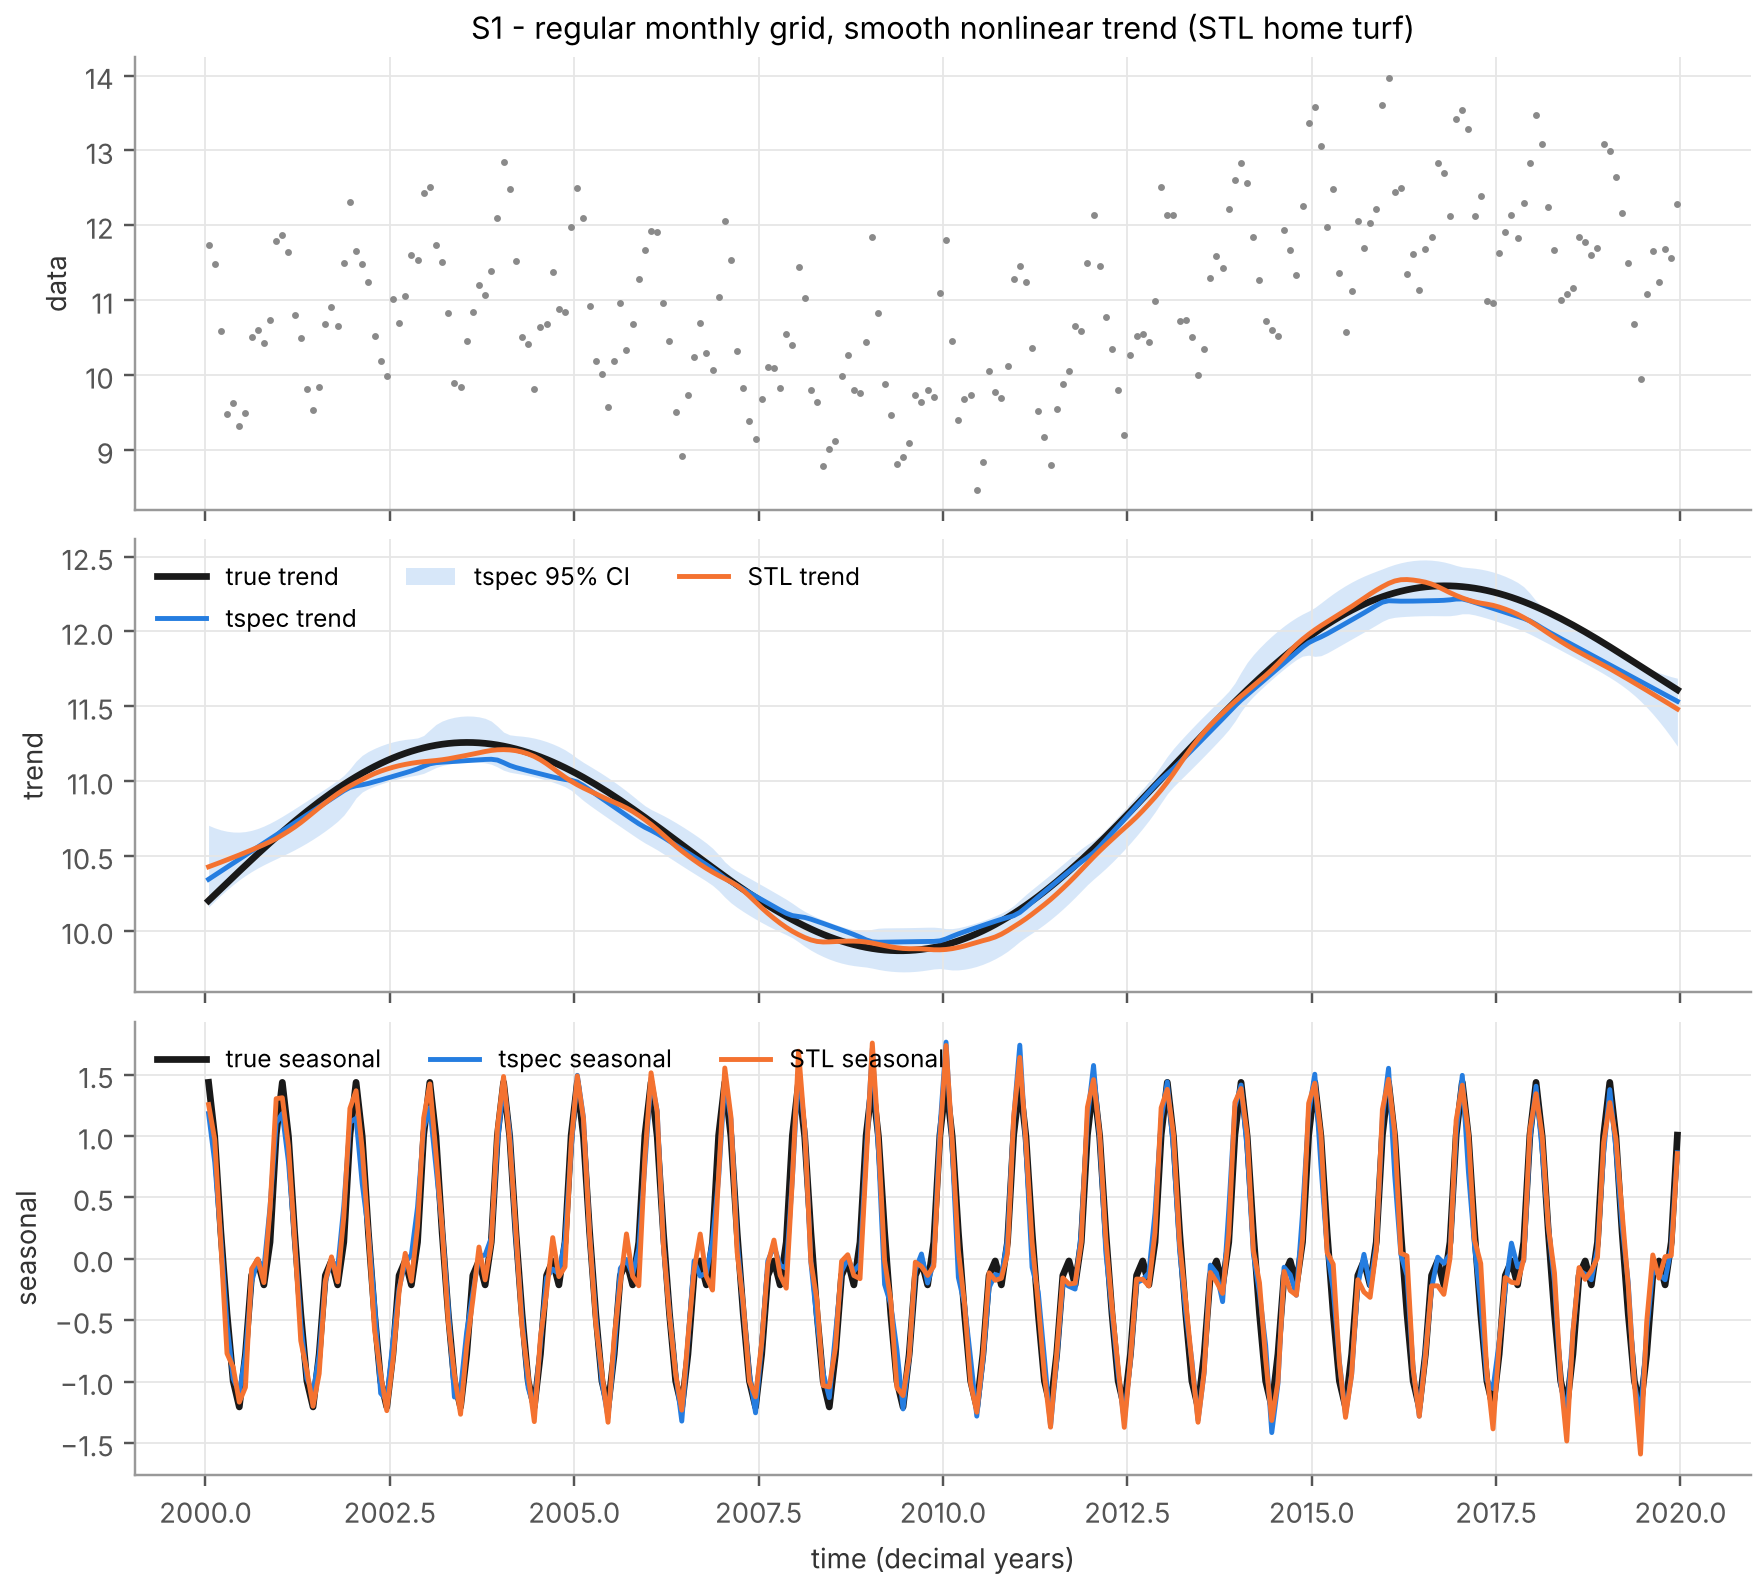 S1 - regular monthly grid, smooth nonlinear trend (STL home turf)
14
13
12
11
10
9
data
12.5
12.0
11.5
11.0
10.5
10.0
trend
true trend
tspec 95% CI
STL trend
tspec trend
1.5
1.0
0.5
0.0
−0.5
−1.0
−1.5
seasonal
true seasonal
tspec seasonal
STL seasonal
2000.0 2002.5 2005.0 2007.5 2010.0 2012.5 2015.0 2017.5 2020.0
time (decimal years)